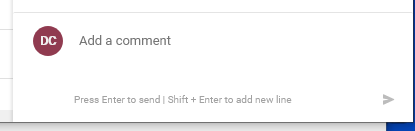 DC
Add a comment
Press Enter to send | Shift + Enter to add new line